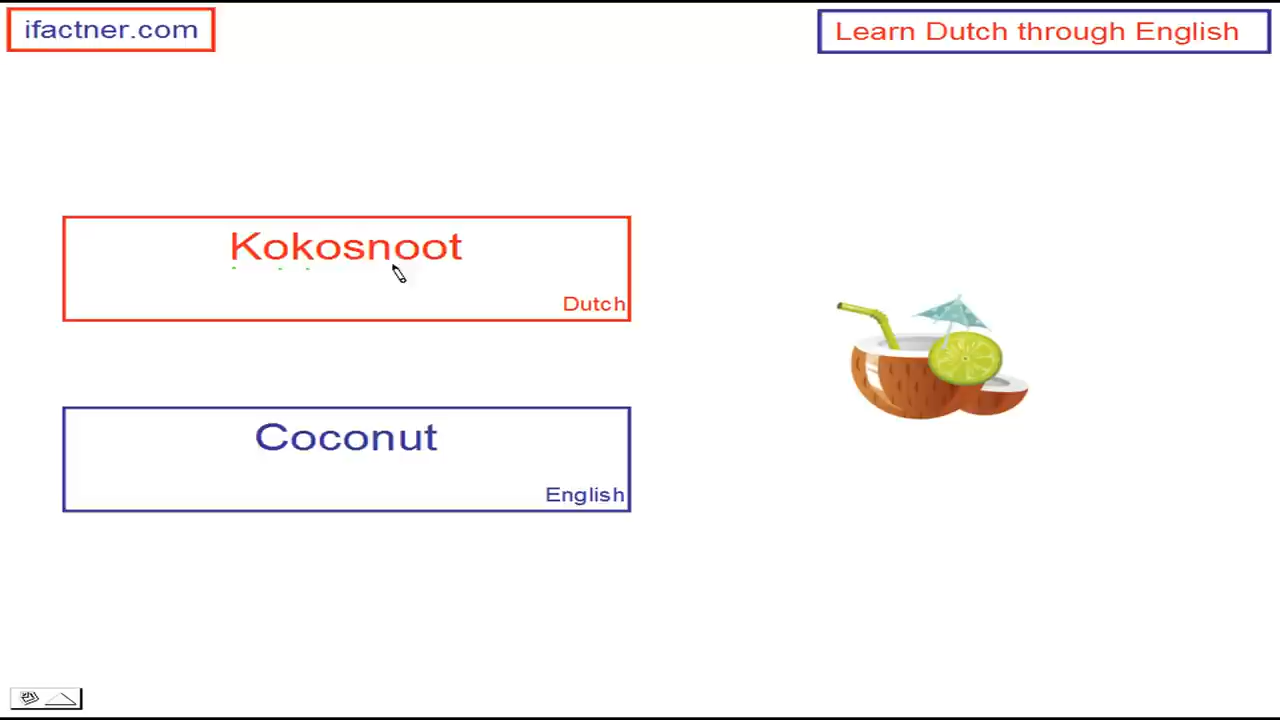 ifactner.com
Learn Dutch through English
Kokosnoot
Dutch
Coconut
English